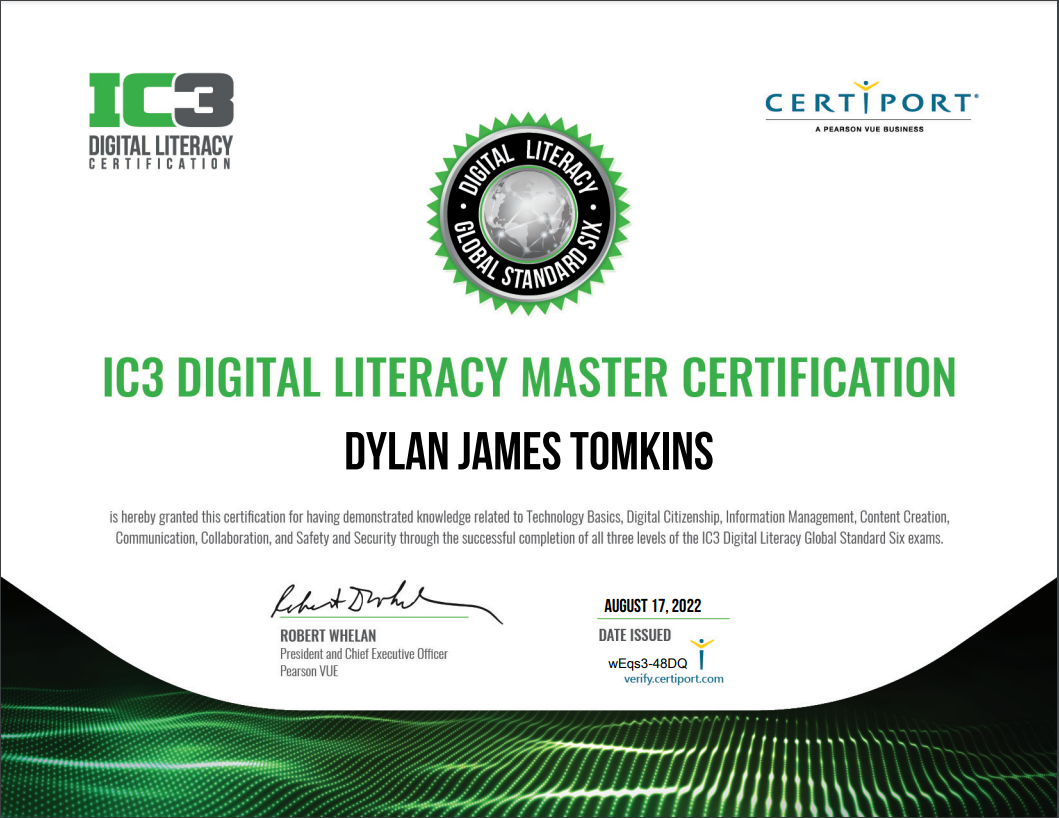 IC3
DIGITAL LITERACY
CERTIFICATION
CERTIPORT®
A PEARSON VUE BUSINESS
DIGITAL LITERACY
GLOBAL STANDARD SIX
IC3 DIGITAL LITERACY MASTER CERTIFICATION
DYLAN JAMES TOMKINS
is hereby granted this certification for having demonstrated knowledge related to Technology Basics, Digital Citizenship, Information Management, Content Creation,
Communication, Collaboration, and Safety and Security through the successful completion of all three levels of the IC3 Digital Literacy Global Standard Six exams.
Robert Whelan
ROBERT WHELAN
President and Chief Executive Officer
Pearson VUE
AUGUST 17, 2022
DATE ISSUED
wEqs3-48DQ
verify.certiport.com